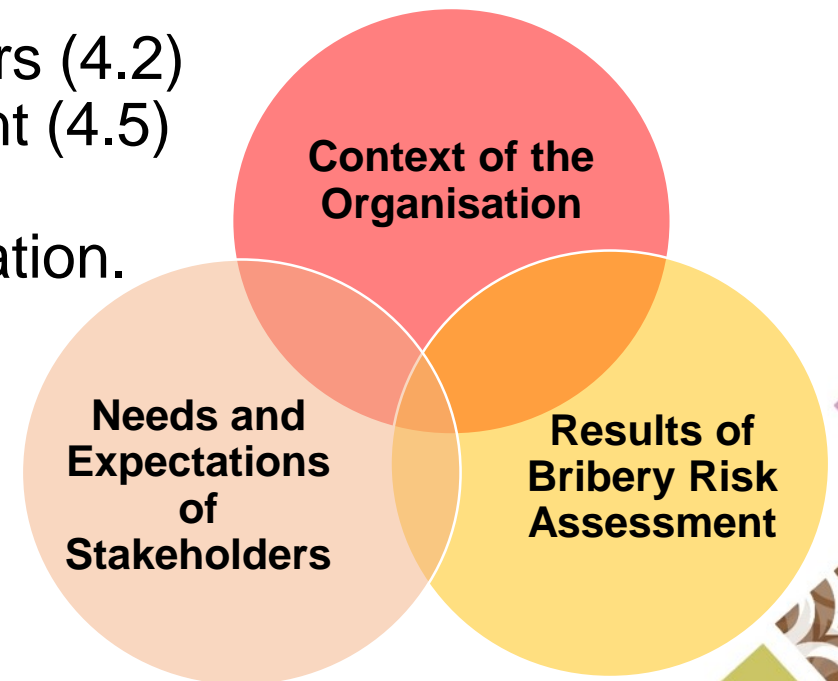 rs (4.2)
nt (4.5)
ation.
Context of the
Organisation
Needs and
Expectations
of
Stakeholders
Results of
Bribery Risk
Assessment